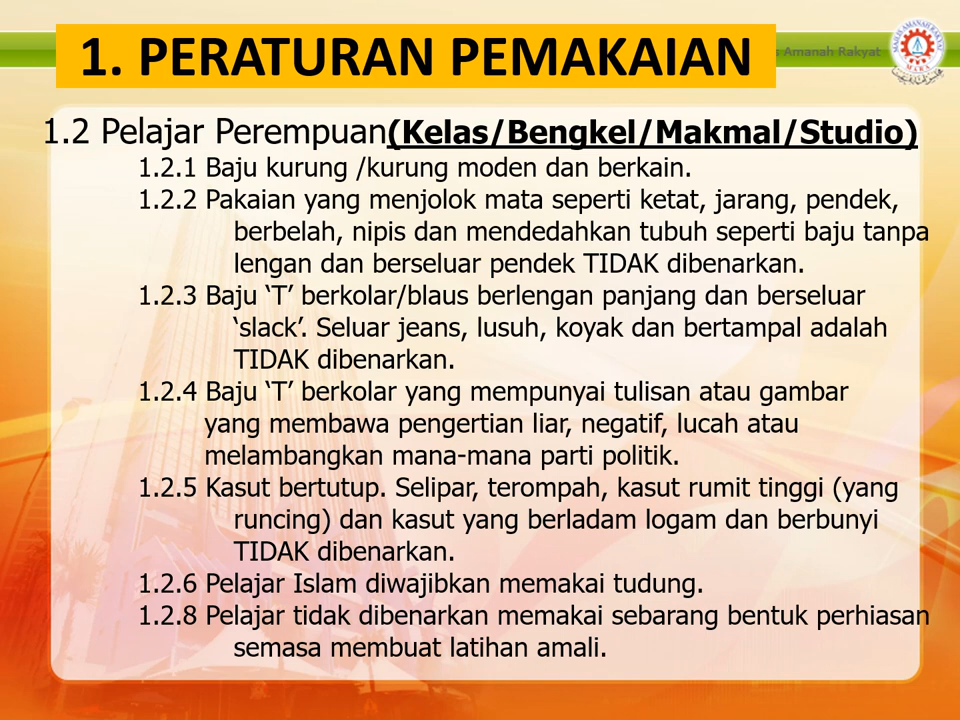 1. PERATURAN PEMAKAIAN
Amanah Rakyat
MARA
1.2 Pelajar Perempuan(Kelas/Bengkel/Makmal/Studio)
1.2.1 Baju kurung /kurung moden dan berkain.
1.2.2 Pakaian yang menjolok mata seperti ketat, jarang, pendek,
berbelah, nipis dan mendedahkan tubuh seperti baju tanpa
lengan dan berseluar pendek TIDAK dibenarkan.
1.2.3 Baju ‘T’ berkolar/blaus berlengan panjang dan berseluar
‘slack’. Seluar jeans, lusuh, koyak dan bertampal adalah
TIDAK dibenarkan.
1.2.4 Baju ‘T’ berkolar yang mempunyai tulisan atau gambar
yang membawa pengertian liar, negatif, lucah atau
melambangkan mana-mana parti politik.
1.2.5 Kasut bertutup. Selipar, terompah, kasut rumit tinggi (yang
runcing) dan kasut yang berladam logam dan berbunyi
TIDAK dibenarkan.
1.2.6 Pelajar Islam diwajibkan memakai tudung.
1.2.8 Pelajar tidak dibenarkan memakai sebarang bentuk perhiasan
semasa membuat latihan amali.